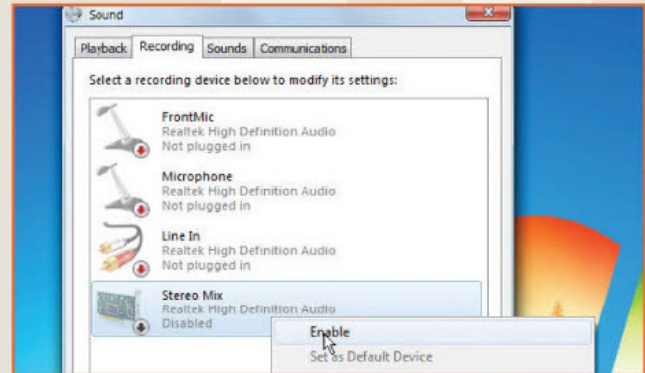 Sound
Playback Recording Sounds Communications
Select a recording device below to modify its settings:
FrontMic
Realtek High Definition Audio
Not plugged in
Microphone
Realtek High Definition Audio
Not plugged in
Line In
Realtek High Definition Audio
Not plugged in
Stereo Mix
Realtek High Definition Audio
Disabled
Enable
Set as Default Device